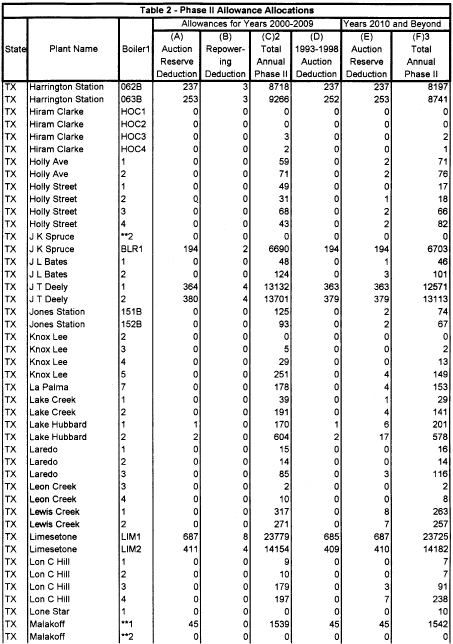 Table 2 - Phase II Allowance Allocations
Allowances for Years 2000-2009 Years 2010 and Beyond
State Plant Name Boiler1 (A) Auction Reserve Deduction (B) Repower-ing Deduction (C)2 Total Annual Phase II (D) 1993-1998 Auction Deduction (E) Auction Reserve Deduction (F)3 Total Annual Phase II
TX Harrington Station 062B 237 3 8718 237 237 8197
TX Harrington Station 063B 253 3 9266 252 253 8741
TX Hiram Clarke HOC1 0 0 0 0 0 0
TX Hiram Clarke HOC2 0 0 0 0 0 0
TX Hiram Clarke HOC3 0 0 3 0 0 2
TX Hiram Clarke HOC4 0 0 2 0 0 1
TX Holly Ave 1 0 0 59 0 2 71
TX Holly Ave 2 0 0 71 0 2 76
TX Holly Street 1 0 0 49 0 0 17
TX Holly Street 2 0 0 31 0 1 18
TX Holly Street 3 0 0 68 0 2 66
TX Holly Street 4 0 0 43 0 2 82
TX J K Spruce **2 0 0 0 0 0 0
TX J K Spruce BLR1 194 2 6690 194 194 6703
TX J L Bates 1 0 0 48 0 1 46
TX J L Bates 2 0 0 124 0 3 101
TX J T Deely 1 364 4 13132 363 363 12571
TX J T Deely 2 380 4 13701 379 379 13113
TX Jones Station 151B 0 0 125 0 2 74
TX Jones Station 152B 0 0 93 0 2 67
TX Knox Lee 2 0 0 0 0 0 0
TX Knox Lee 3 0 0 5 0 0 2
TX Knox Lee 4 0 0 29 0 0 13
TX Knox Lee 5 0 0 251 0 4 149
TX La Palma 7 0 0 178 0 4 153
TX Lake Creek 1 0 0 39 0 1 29
TX Lake Creek 2 0 0 191 0 4 141
TX Lake Hubbard 1 1 0 170 1 6 201
TX Lake Hubbard 2 2 0 604 2 17 578
TX Laredo 1 0 0 15 0 0 16
TX Laredo 2 0 0 14 0 0 14
TX Laredo 3 0 0 85 0 3 116
TX Leon Creek 3 0 0 2 0 0 2
TX Leon Creek 4 0 0 10 0 0 8
TX Lewis Creek 1 0 0 317 0 8 263
TX Lewis Creek 2 0 0 271 0 7 257
TX Limesetone LIM1 687 8 23779 685 687 23725
TX Limesetone LIM2 411 4 14154 409 410 14182
TX Lon C Hill 1 0 0 9 0 0 7
TX Lon C Hill 2 0 0 10 0 0 7
TX Lon C Hill 3 0 0 179 0 3 91
TX Lon C Hill 4 0 0 197 0 7 238
TX Lone Star 1 0 0 0 0 0 10
TX Malakoff **1 45 0 1539 45 45 1542
TX Malakoff **2 0 0 0 0 0 0